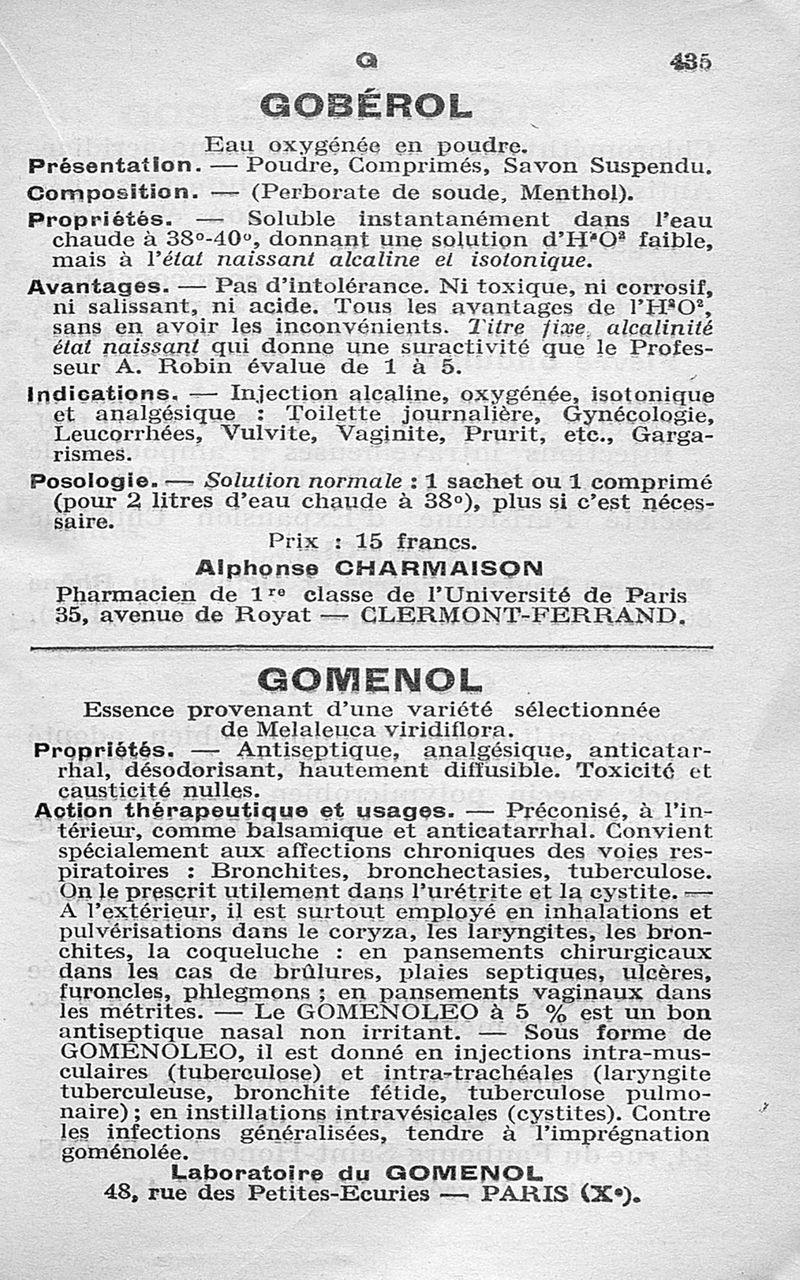 G 435
GOBÉROL
Eau oxygénée en poudre.
Présentation. — Poudre, Comprimés, Savon Suspendu.
Composition. — (Perborate de soude, Menthol).
Propriétés. — Soluble instantanément dans l'eau
chaude à 38º-40º, donnant une solution d'H²O² faible,
mais à l'état naissant alcaline et isotonique.
Avantages. — Pas d'intolérance. Ni toxique, ni corrosif,
ni salissant, ni acide. Tous les avantages de l'H²O²,
sans en avoir les inconvénients. Titre fixe, alcalinité
état naissant qui donne une suractivité que le Profes-
seur A. Robin évalue de 1 à 5.
Indications. — Injection alcaline, oxygénée, isotonique
et analgésique : Toilette journalière, Gynécologie,
Leucorrhées, Vulvite, Vaginite, Prurit, etc., Garga-
rismes.
Posologie. — Solution normale : 1 sachet ou 1 comprimé
(pour 2 litres d'eau chaude à 38º), plus si c'est néces-
saire.
Prix : 15 francs.
Alphonse CHARMAISON
Pharmacien de 1re classe de l'Université de Paris
35, avenue de Royat — CLERMONT-FERRAND.
GOMENOL
Essence provenant d'une variété sélectionnée
de Melaleuca viridiflora.
Propriétés. — Antiseptique, analgésique, anticatar-
rhal, désodorisant, hautement diffusible. Toxicité et
causticité nulles.
Action thérapeutique et usages. — Préconisé, à l'in-
térieur, comme balsamique et anticatarrhal. Convient
spécialement aux affections chroniques des voies res-
piratoires : Bronchites, bronchectasies, tuberculose.
On le prescrit utilement dans l'urétrite et la cystite. —
A l'extérieur, il est surtout employé en inhalations et
pulvérisations dans le coryza, les laryngites, les bron-
chites, la coqueluche : en pansements chirurgicaux
dans les cas de brûlures, plaies septiques, ulcères,
furoncles, phlegmons ; en pansements vaginaux dans
les métrites. — Le GOMENOLEO à 5 % est un bon
antiseptique nasal non irritant. — Sous forme de
GOMENOLEO, il est donné en injections intra-mus-
culaires (tuberculose) et intra-trachéales (laryngite
tuberculeuse, bronchite fétide, tuberculose pulmo-
naire) ; en instillations intravésicales (cystites). Contre
les infections généralisées, tendre à l'imprégnation
goménolée.
Laboratoire du GOMENOL
48, rue des Petites-Ecuries — PARIS (Xe).